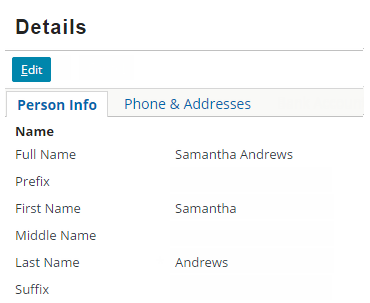 Details
Edit
Person Info Phone & Addresses
Name
Full Name Samantha Andrews
Prefix
First Name Samantha
Middle Name
Last Name Andrews
Suffix